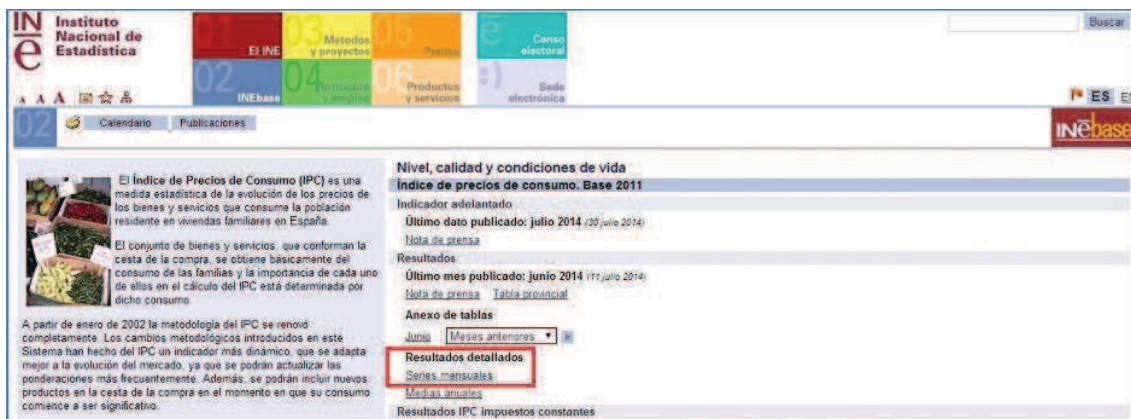 INe
Instituto
Nacional de
Estadística
01
El INE
03
Metodos
y proyectos
05
Prensa
Censo
electoral
Buscar
02
INEbase
04
Formación
y empleo
06
Productos
y servicios
:)
Sede
electrónica
A A A
ES
02
Calendario
Publicaciones
INēbase
El Índice de Precios de Consumo (IPC) es una
medida estadística de la evolución de los precios de
los bienes y servicios que consume la población
residente en viviendas familiares en España.
El conjunto de bienes y servicios, que conforman la
cesta de la compra, se obtiene básicamente del
consumo de las familias y la importancia de cada uno
de ellos en el cálculo del IPC está determinada por
dicho consumo.
A partir de enero de 2002 la metodología del IPC se renovó
completamente. Los cambios metodológicos introducidos en este
Sistema han hecho del IPC un indicador más dinámico, que se adapta
mejor a la evolución del mercado, ya que se podrán actualizar las
ponderaciones más frecuentemente. Además, se podrán incluir nuevos
productos en la cesta de la compra en el momento en que su consumo
comience a ser significativo.
Nivel, calidad y condiciones de vida
Índice de precios de consumo. Base 2011
Indicador adelantado
Último dato publicado: julio 2014 (30 julio 2014)
Nota de prensa
Resultados
Último mes publicado: junio 2014 (11 julio 2014)
Nota de prensa Tabla provincial
Anexo de tablas
Junio Meses anteriores Ir
Resultados detallados
Series mensuales
Medias anuales
Resultados IPC impuestos constantes